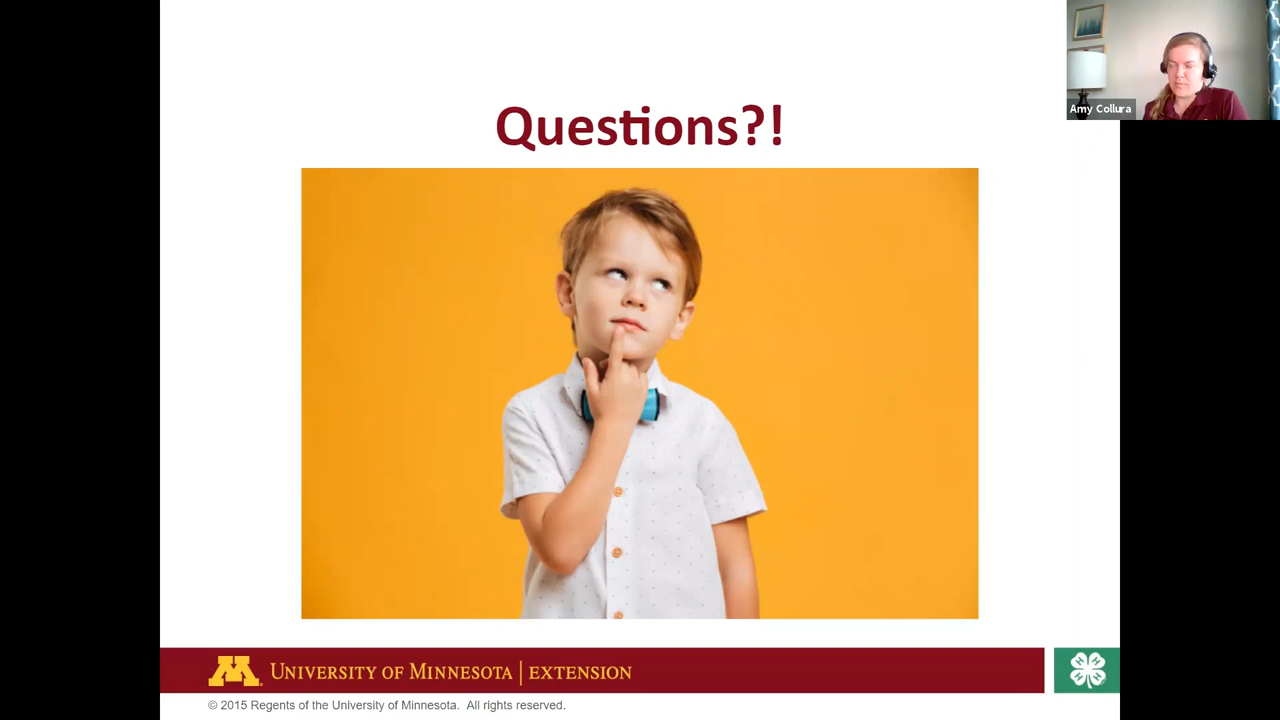 Questions?!
Amy Collura
UNIVERSITY OF MINNESOTA | EXTENSION
© 2015 Regents of the University of Minnesota. All rights reserved.